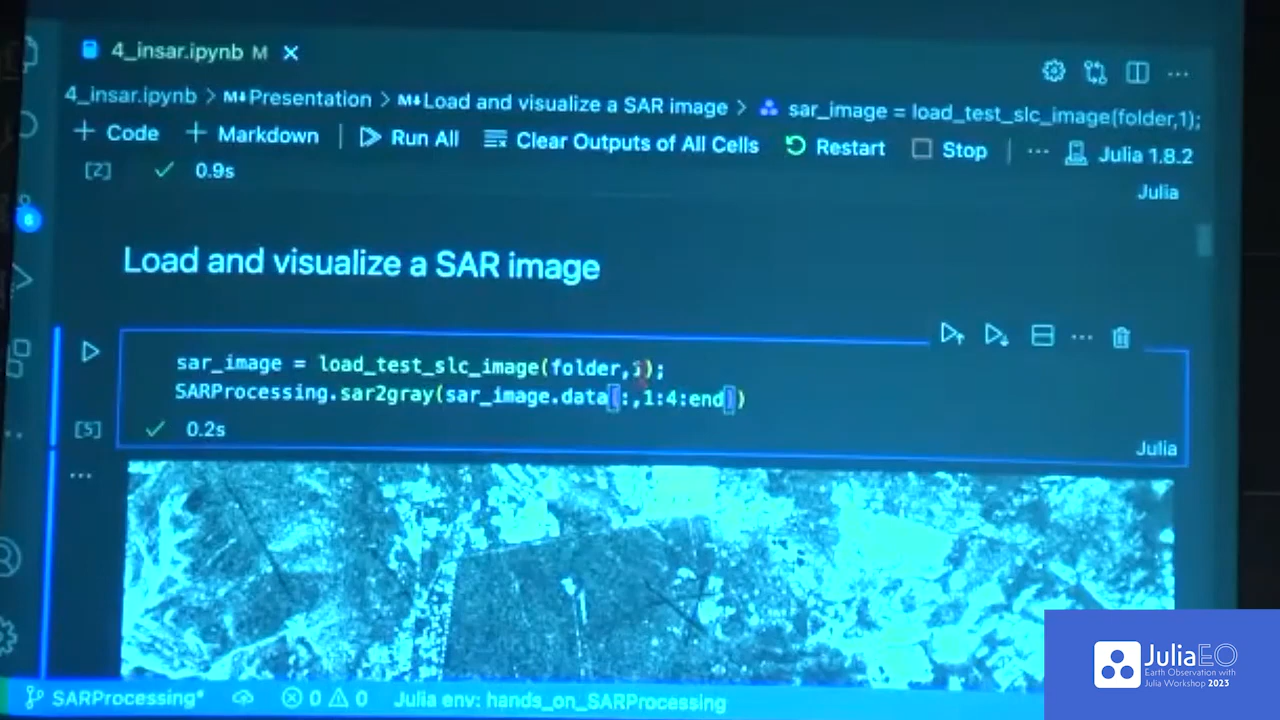 4_insar.ipynb M
4_insar.ipynb > M↓Presentation > M↓Load and visualize a SAR image > sar_image = load_test_slc_image(folder,1);
+ Code + Markdown | Run All Clear Outputs of All Cells Restart Stop | ... Julia 1.8.2
[2] ✓ 0.9s
Julia
6
Load and visualize a SAR image
sar_image = load_test_slc_image(folder,1);
SARProcessing.sar2gray(sar_image.data[:,1:4:end])
[5] ✓ 0.2s
Julia
SARProcessing* 0 0 Julia env: hands_on_SARProcessing
JuliaEO
Earth Observation with
Julia Workshop 2023